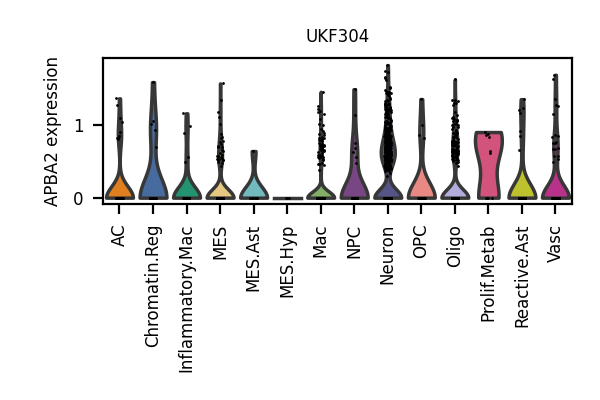 UKF304
APBA2 expression
1
0
AC
Chromatin.Reg
Inflammatory.Mac
MES
MES.Ast
MES.Hyp
Mac
NPC
Neuron
OPC
Oligo
Prolif.Metab
Reactive.Ast
Vasc